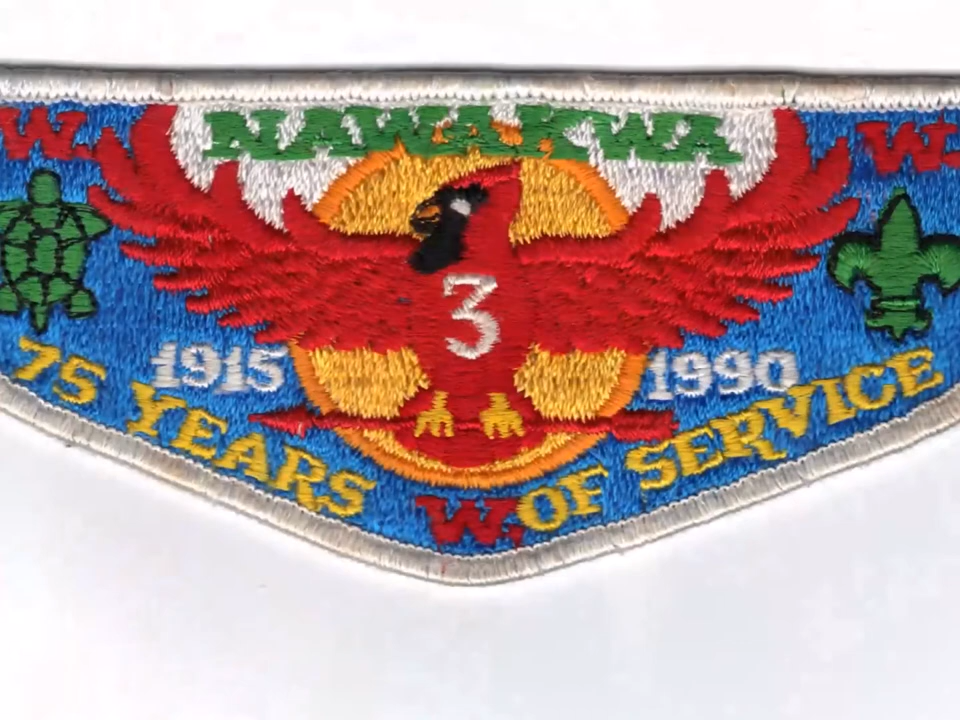 NAWAKWA
W. W.
3
1915 1990
75 YEARS OF SERVICE
W.